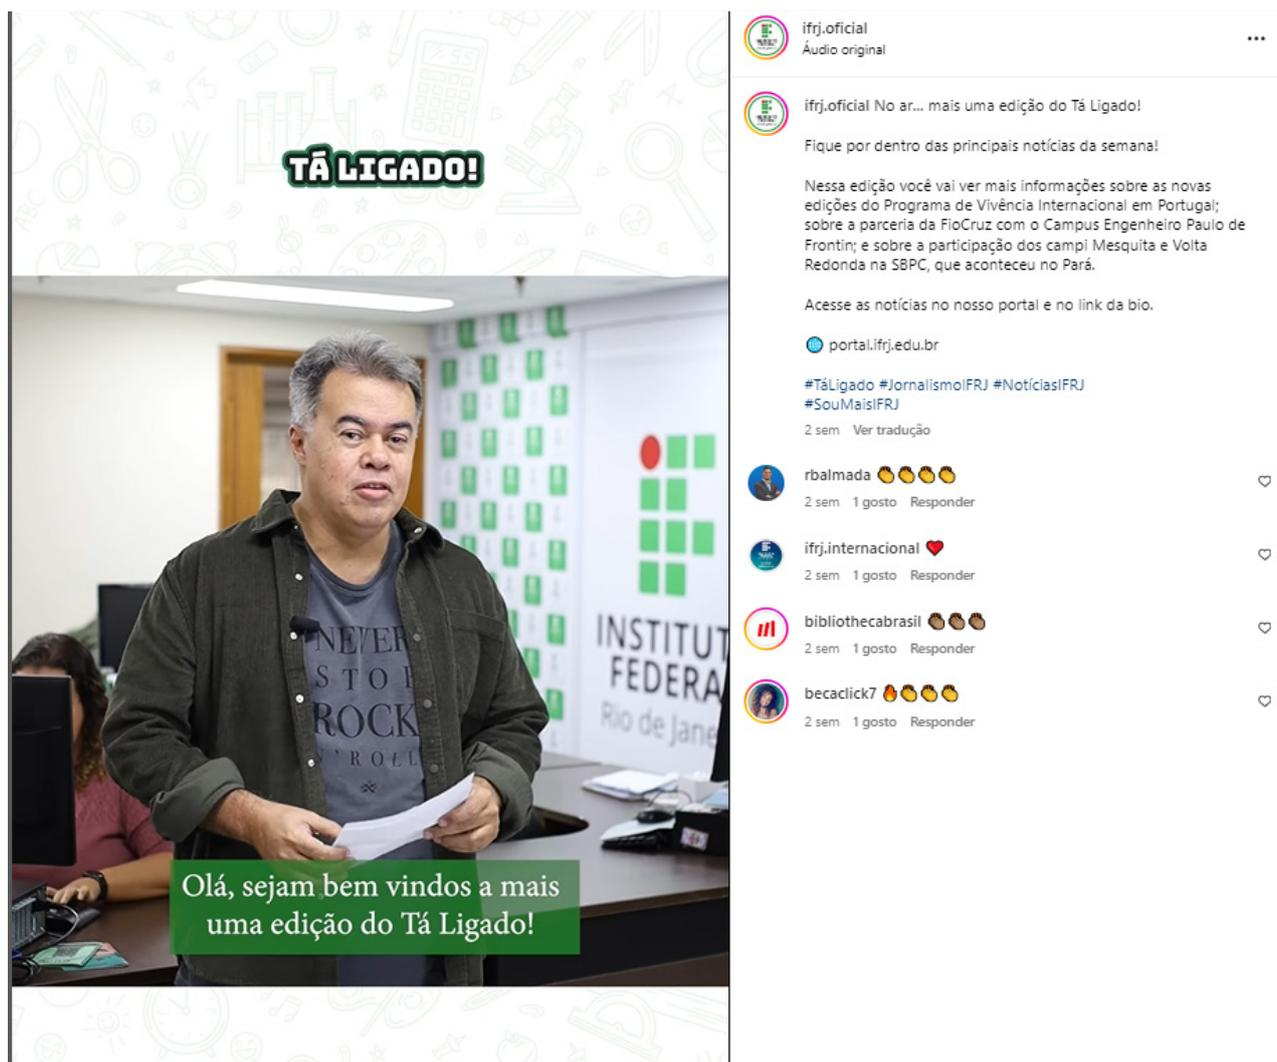 TÁ LIGADO!
NEVER
STOP
ROCK
N' ROLL
INSTITUT
FEDERA
Rio de Jane
Olá, sejam bem vindos a mais
uma edição do Tá Ligado!
ifrj.oficial
Áudio original
ifrj.oficial No ar... mais uma edição do Tá Ligado!
Fique por dentro das principais notícias da semana!
Nessa edição você vai ver mais informações sobre as novas
edições do Programa de Vivência Internacional em Portugal;
sobre a parceria da FioCruz com o Campus Engenheiro Paulo de
Frontin; e sobre a participação dos campi Mesquita e Volta
Redonda na SBPC, que aconteceu no Pará.
Acesse as notícias no nosso portal e no link da bio.
🌐 portal.ifrj.edu.br
#TáLigado #JornalismoIFRJ #NotíciasIFRJ
#SouMaisIFRJ
2 sem Ver tradução
rbalmada 👏👏👏👏
2 sem 1 gosto Responder
ifrj.internacional ❤️
2 sem 1 gosto Responder
bibliothecabrasil 👏🏽👏🏽👏🏽
2 sem 1 gosto Responder
becaclick7 🔥👏👏👏
2 sem 1 gosto Responder